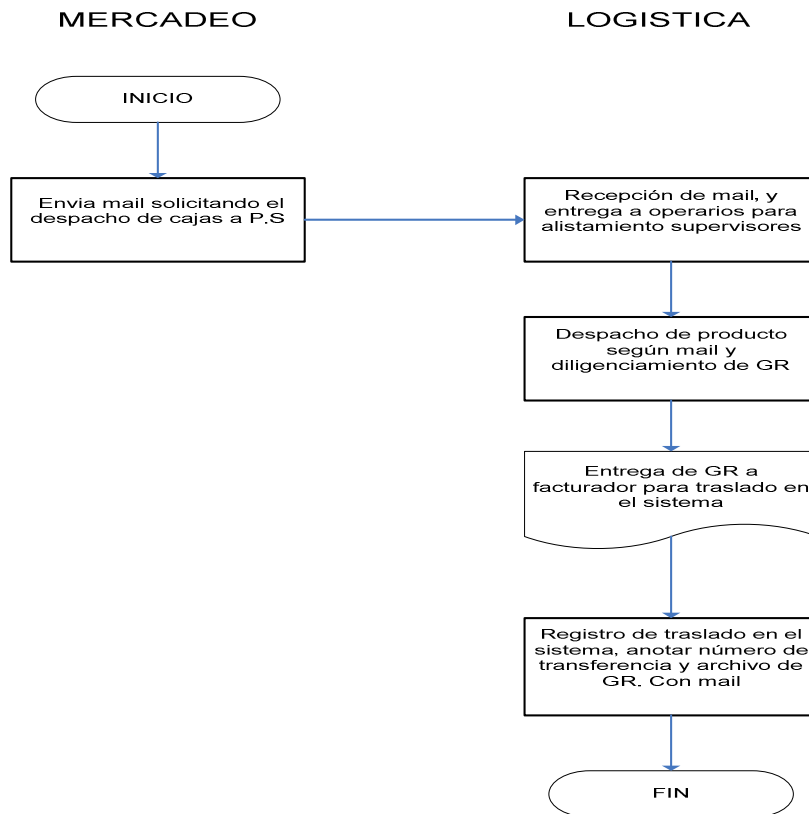 MERCADEO
LOGISTICA
INICIO
Envia mail solicitando el
despacho de cajas a P.S
Recepción de mail, y
entrega a operarios para
alistamiento supervisores
Despacho de producto
según mail y
diligenciamiento de GR
Entrega de GR a
facturador para traslado en
el sistema
Registro de traslado en el
sistema, anotar número de
transferencia y archivo de
GR. Con mail
FIN